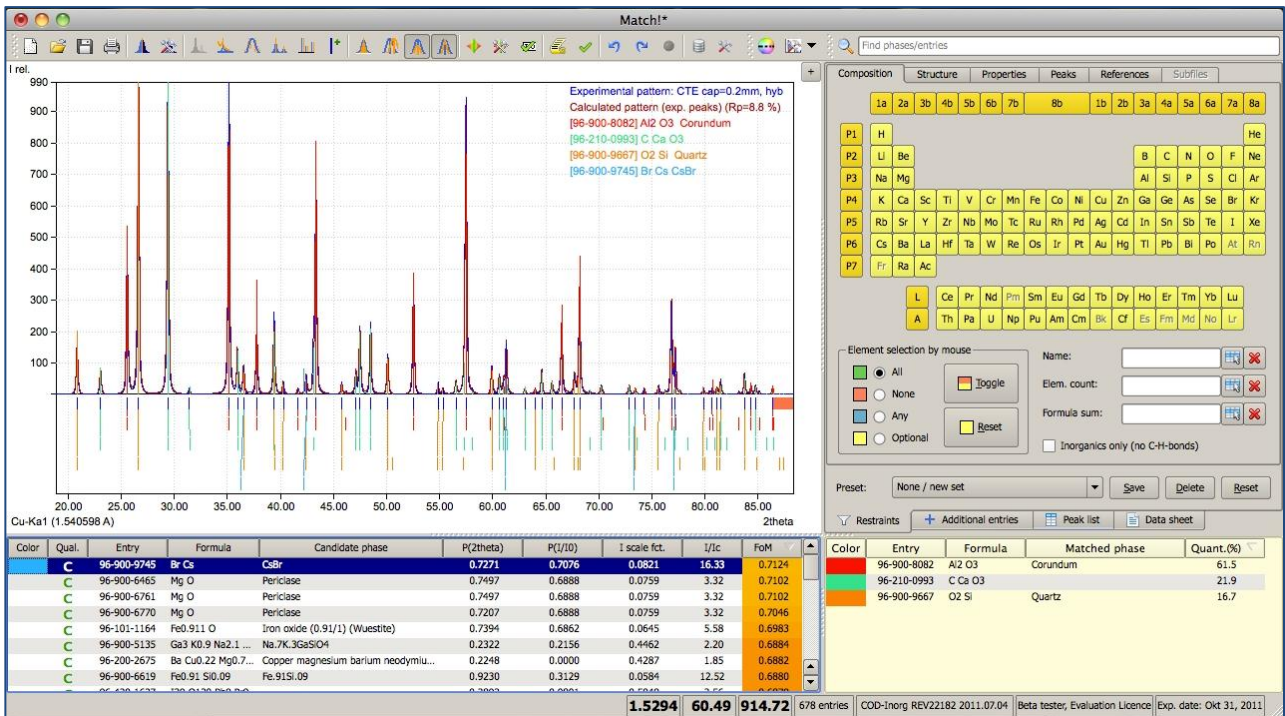 Match!*
Find phases/entries
I rel.
990
900
800
700
600
500
400
300
200
100
Experimental pattern: CTE cap=0.2mm, hyb
Calculated pattern (exp. peaks) (Rp=8.8 %)
[96-900-8082] Al2 O3 Corundum
[96-210-0993] C Ca O3
[96-900-9667] O2 Si Quartz
[96-900-9745] Br Cs CsBr
20.00 25.00 30.00 35.00 40.00 45.00 50.00 55.00 60.00 65.00 70.00 75.00 80.00 85.00
Cu-Ka1 (1.540598 A) 2theta
Composition Structure Properties Peaks References Subfiles
1a 2a 3b 4b 5b 6b 7b 8b 1b 2b 3a 4a 5a 6a 7a 8a
P1 H He
P2 Li Be B C N O F Ne
P3 Na Mg Al Si P S Cl Ar
P4 K Ca Sc Ti V Cr Mn Fe Co Ni Cu Zn Ga Ge As Se Br Kr
P5 Rb Sr Y Zr Nb Mo Tc Ru Rh Pd Ag Cd In Sn Sb Te I Xe
P6 Cs Ba La Hf Ta W Re Os Ir Pt Au Hg Tl Pb Bi Po At Rn
P7 Fr Ra Ac
L Ce Pr Nd Pm Sm Eu Gd Tb Dy Ho Er Tm Yb Lu
A Th Pa U Np Pu Am Cm Bk Cf Es Fm Md No Lr
Element selection by mouse
All
None
Any
Optional
Toggle
Reset
Name:
Elem. count:
Formula sum:
Inorganics only (no C-H-bonds)
Preset: None / new set Save Delete Reset
Restraints Additional entries Peak list Data sheet
Color Qual. Entry Formula Candidate phase P(2theta) P(I/I0) I scale fct. I/Ic FoM
C 96-900-9745 Br Cs CsBr 0.7271 0.7076 0.0821 16.33 0.7124
C 96-900-6465 Mg O Periclase 0.7497 0.6888 0.0759 3.32 0.7102
C 96-900-6761 Mg O Periclase 0.7497 0.6888 0.0759 3.32 0.7102
C 96-900-6770 Mg O Periclase 0.7207 0.6888 0.0759 3.32 0.7046
C 96-101-1164 Fe0.911 O Iron oxide (0.91/1) (Wuestite) 0.7394 0.6862 0.0645 5.58 0.6983
C 96-900-5135 Ga3 K0.9 Na2.1 ... Na.7K.3GaSiO4 0.2322 0.2156 0.4462 2.20 0.6884
C 96-200-2675 Ba Cu0.22 Mg0.7... Copper magnesium barium neodymiu... 0.2248 0.0000 0.4287 1.85 0.6882
C 96-900-6619 Fe0.91 Si0.09 Fe.91Si.09 0.9230 0.3129 0.0584 12.52 0.6880
Color Entry Formula Matched phase Quant.(%)
96-900-8082 Al2 O3 Corundum 61.5
96-210-0993 C Ca O3 21.9
96-900-9667 O2 Si Quartz 16.7
1.5294 60.49 914.72 678 entries COD-Inorg REV22182 2011.07.04 Beta tester, Evaluation Licence Exp. date: Okt 31, 2011